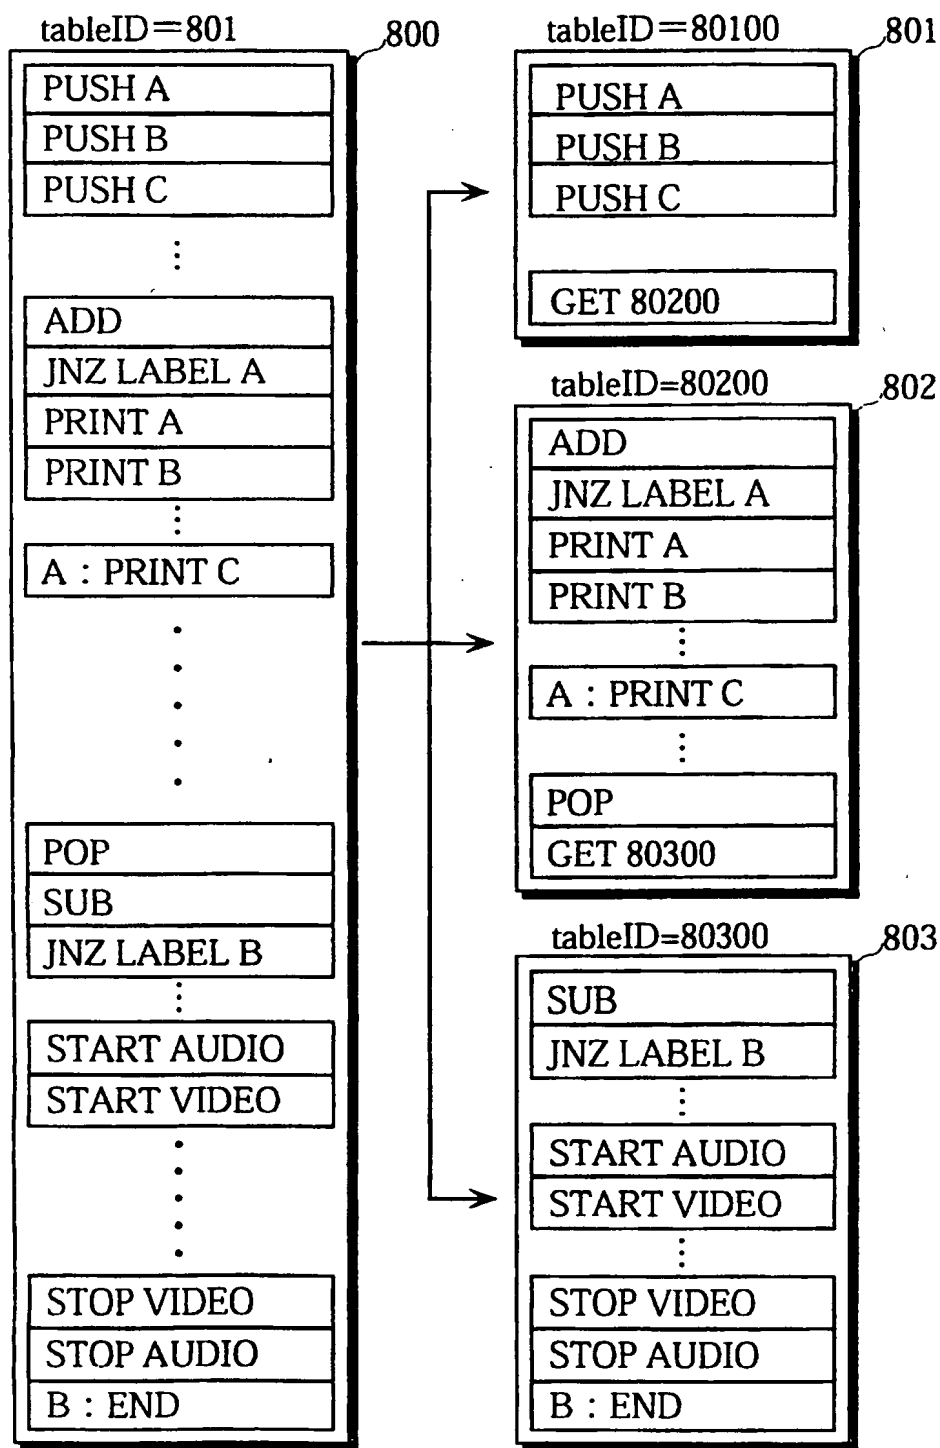 tableID=801
800
PUSH A
PUSH B
PUSH C
ADD
JNZ LABEL A
PRINT A
PRINT B
A : PRINT C
POP
SUB
JNZ LABEL B
START AUDIO
START VIDEO
STOP VIDEO
STOP AUDIO
B : END
tableID=80100
801
PUSH A
PUSH B
PUSH C
GET 80200
tableID=80200
802
ADD
JNZ LABEL A
PRINT A
PRINT B
A : PRINT C
POP
GET 80300
tableID=80300
803
SUB
JNZ LABEL B
START AUDIO
START VIDEO
STOP VIDEO
STOP AUDIO
B : END